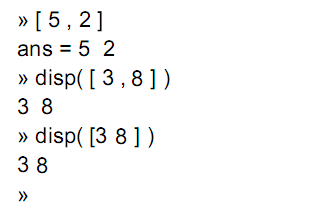 » [ 5 , 2 ]
ans = 5  2
» disp( [ 3 , 8 ] )
3  8
» disp( [3 8 ] )
3 8
»